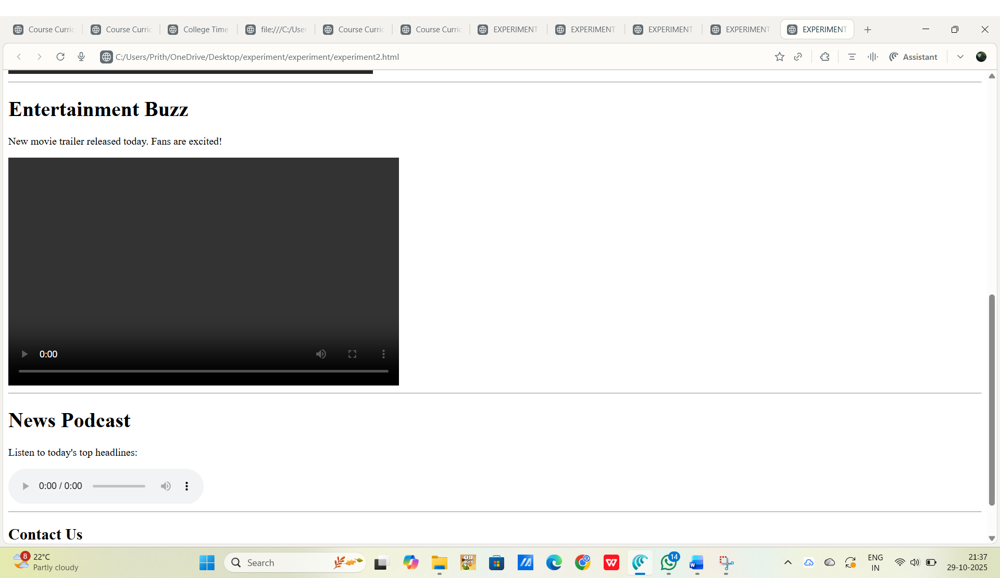 Course Curric
Course Curric
College Time
file:///C:/User
Course Curric
Course Curric
EXPERIMENT
EXPERIMENT
EXPERIMENT
EXPERIMENT
EXPERIMENT
C:/Users/Prith/OneDrive/Desktop/experiment/experiment/experiment2.html
Assistant
Entertainment Buzz
New movie trailer released today. Fans are excited!
0:00
News Podcast
Listen to today's top headlines:
0:00 / 0:00
Contact Us
8
22°C
Partly cloudy
Search
14
ENG
IN
21:37
29-10-2025